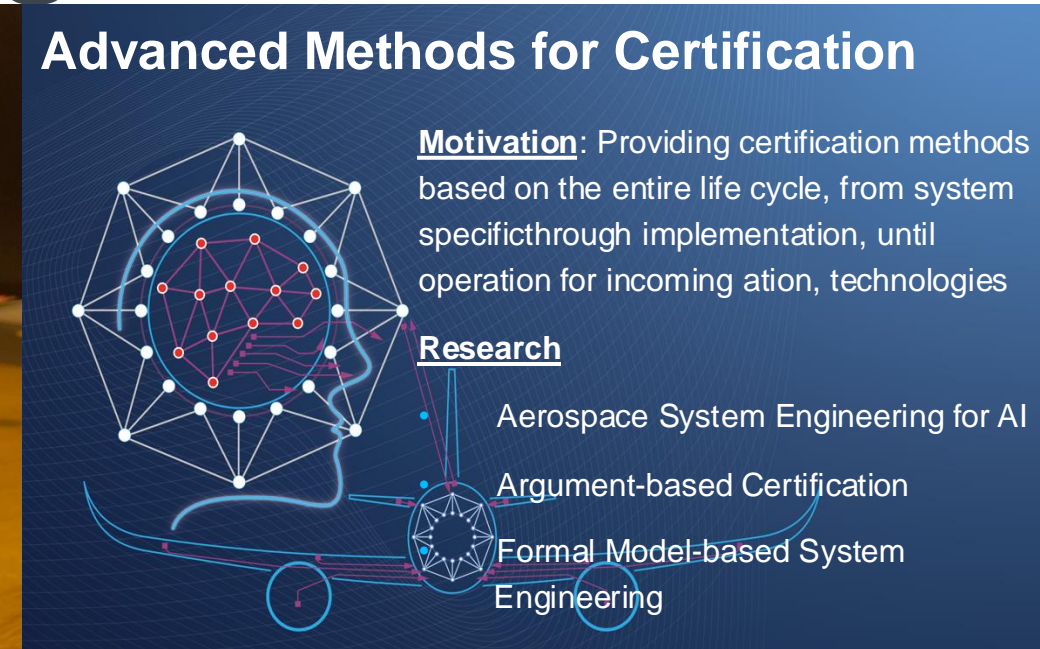 Advanced Methods for Certification
Motivation: Providing certification methods
based on the entire life cycle, from system
specificthrough implementation, until
operation for incoming ation, technologies
Research
Aerospace System Engineering for AI
Argument-based Certification
Formal Model-based System
Engineering